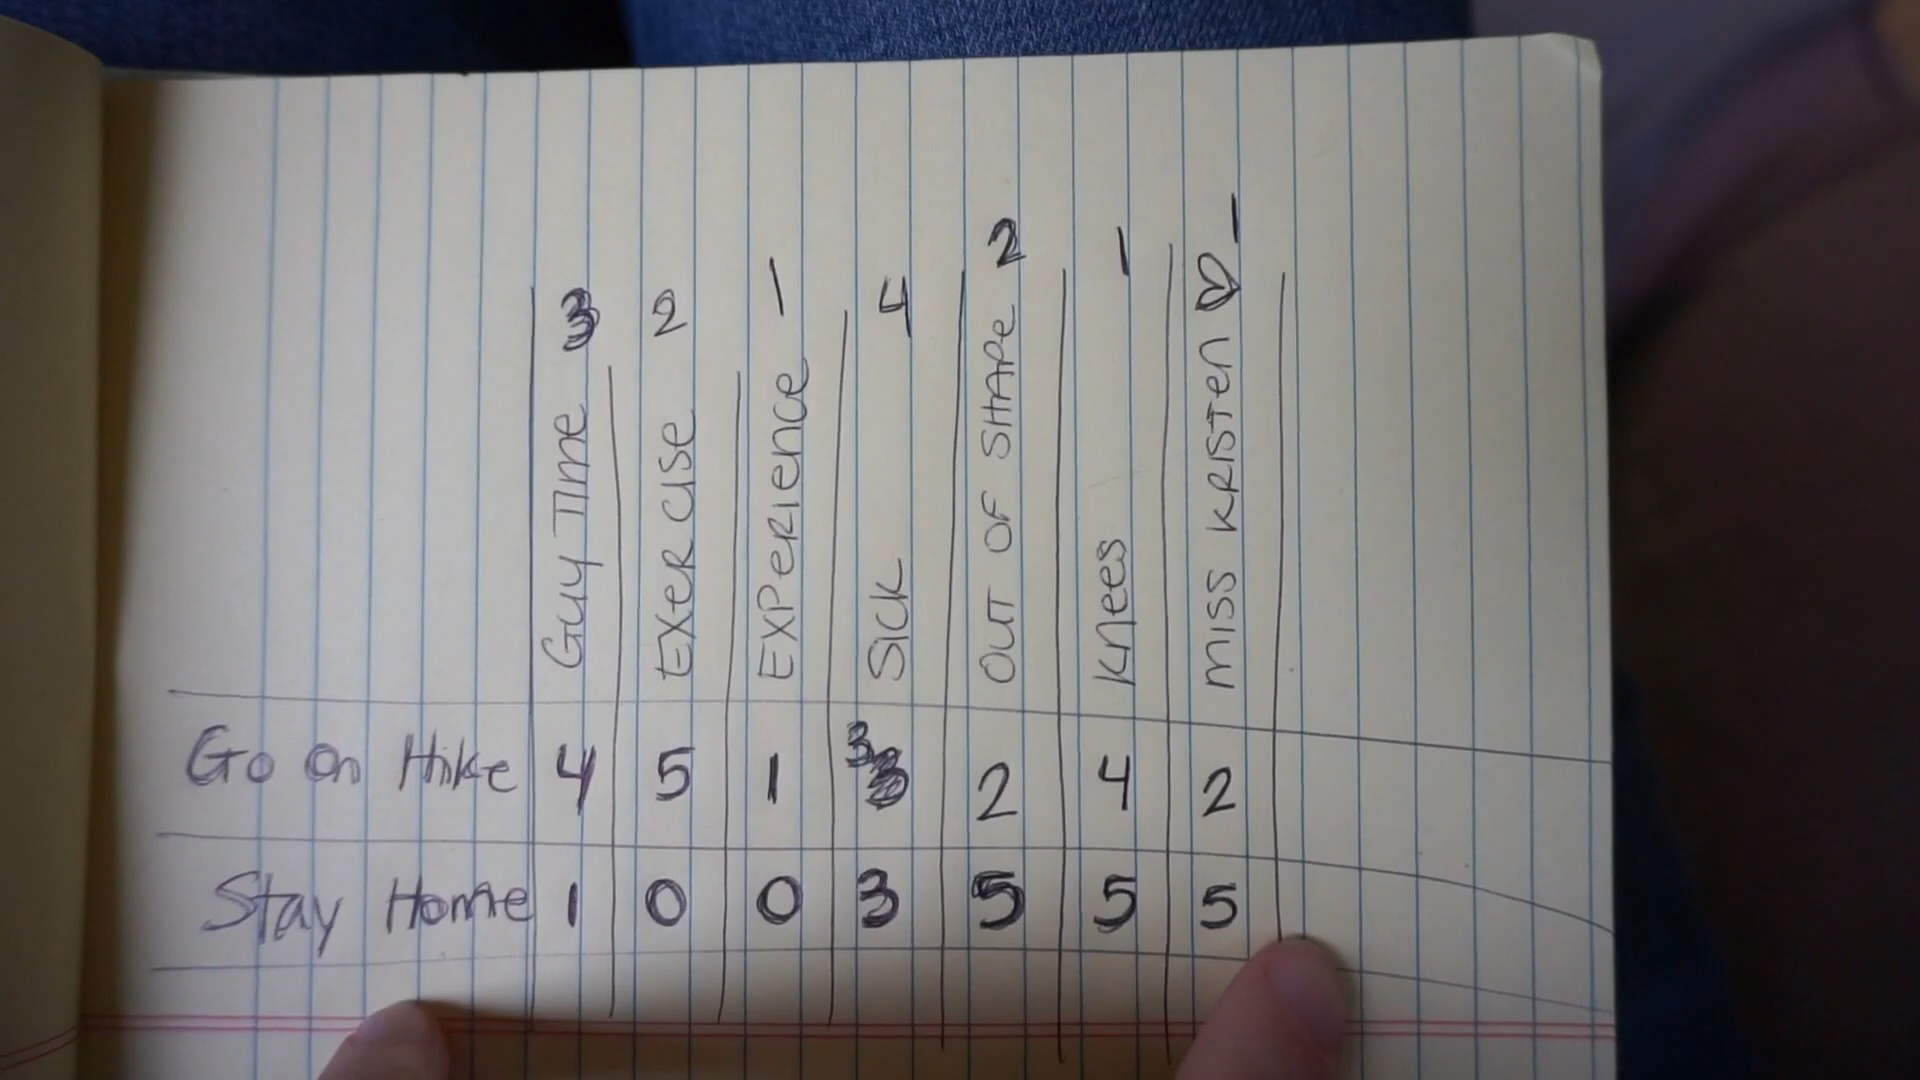 Guy Time 3
Exercise 2
Experience 1
Sick 4
Out of Shape 2
Knees 1
Miss Kristen ♡ 1
Go on Hike 4 5 1 3 2 4 2
Stay Home 1 0 0 3 5 5 5